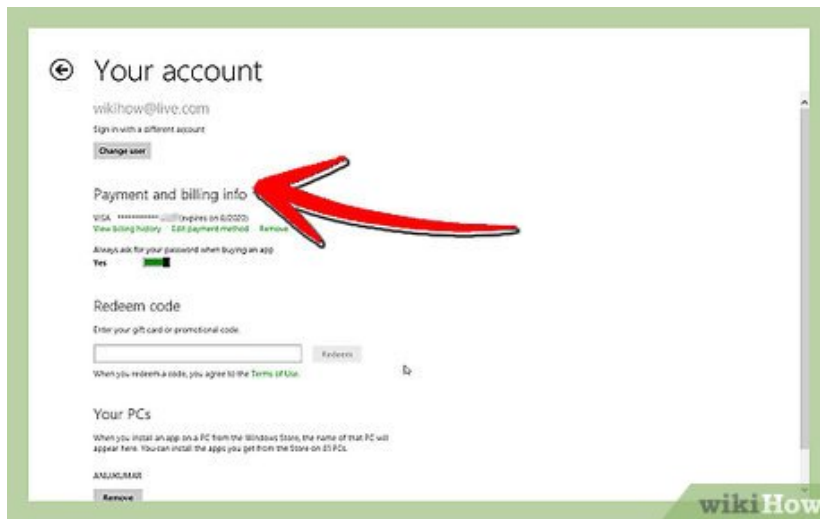 Your account
wikihow@live.com
Sign in with a different account
Change user
Payment and billing info
VISA ************ (expires on 6/2020)
View billing history Edit payment method Remove
Always ask for your password when buying an app
Yes
Redeem code
Enter your gift card or promotional code.
Redeem
When you redeem a code, you agree to the Terms of Use.
Your PCs
When you install an app on a PC from the Windows Store, the name of that PC will
appear here. You can install the apps you get from the Store on 81 PCs.
ANUKUMAR
Remove
wikiHow